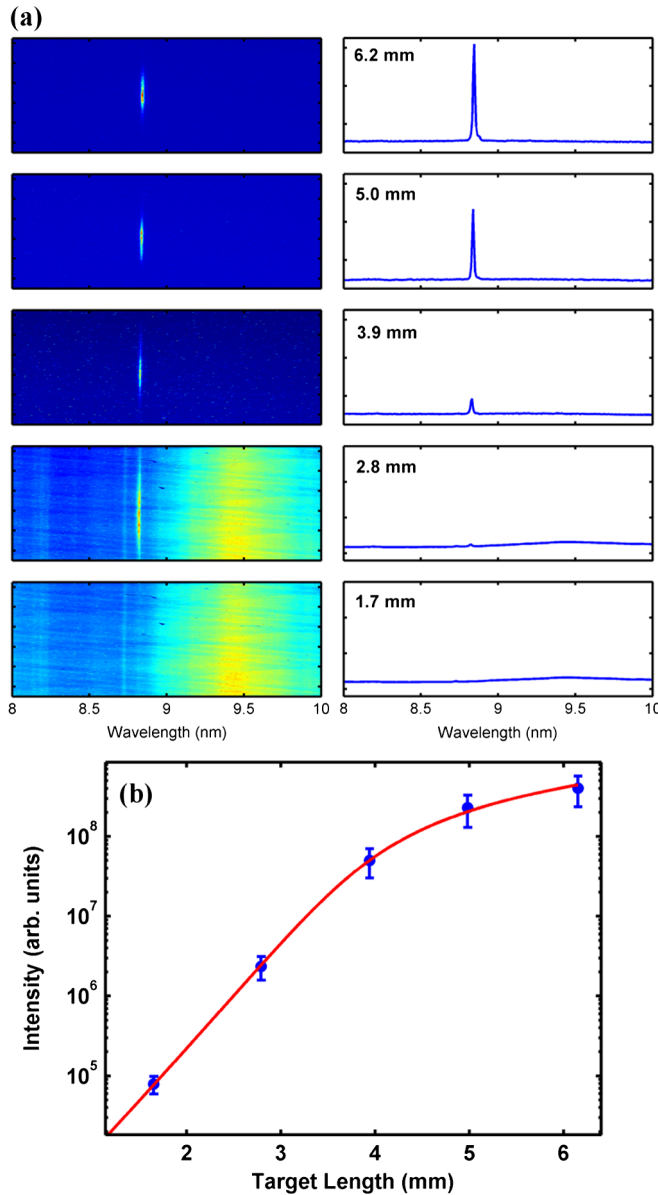 (a)
6.2 mm
5.0 mm
3.9 mm
2.8 mm
1.7 mm
8 8.5 9 9.5 10 8 8.5 9 9.5 10
Wavelength (nm) Wavelength (nm)
(b)
10^8
10^7
10^6
10^5
Intensity (arb. units)
2 3 4 5 6
Target Length (mm)